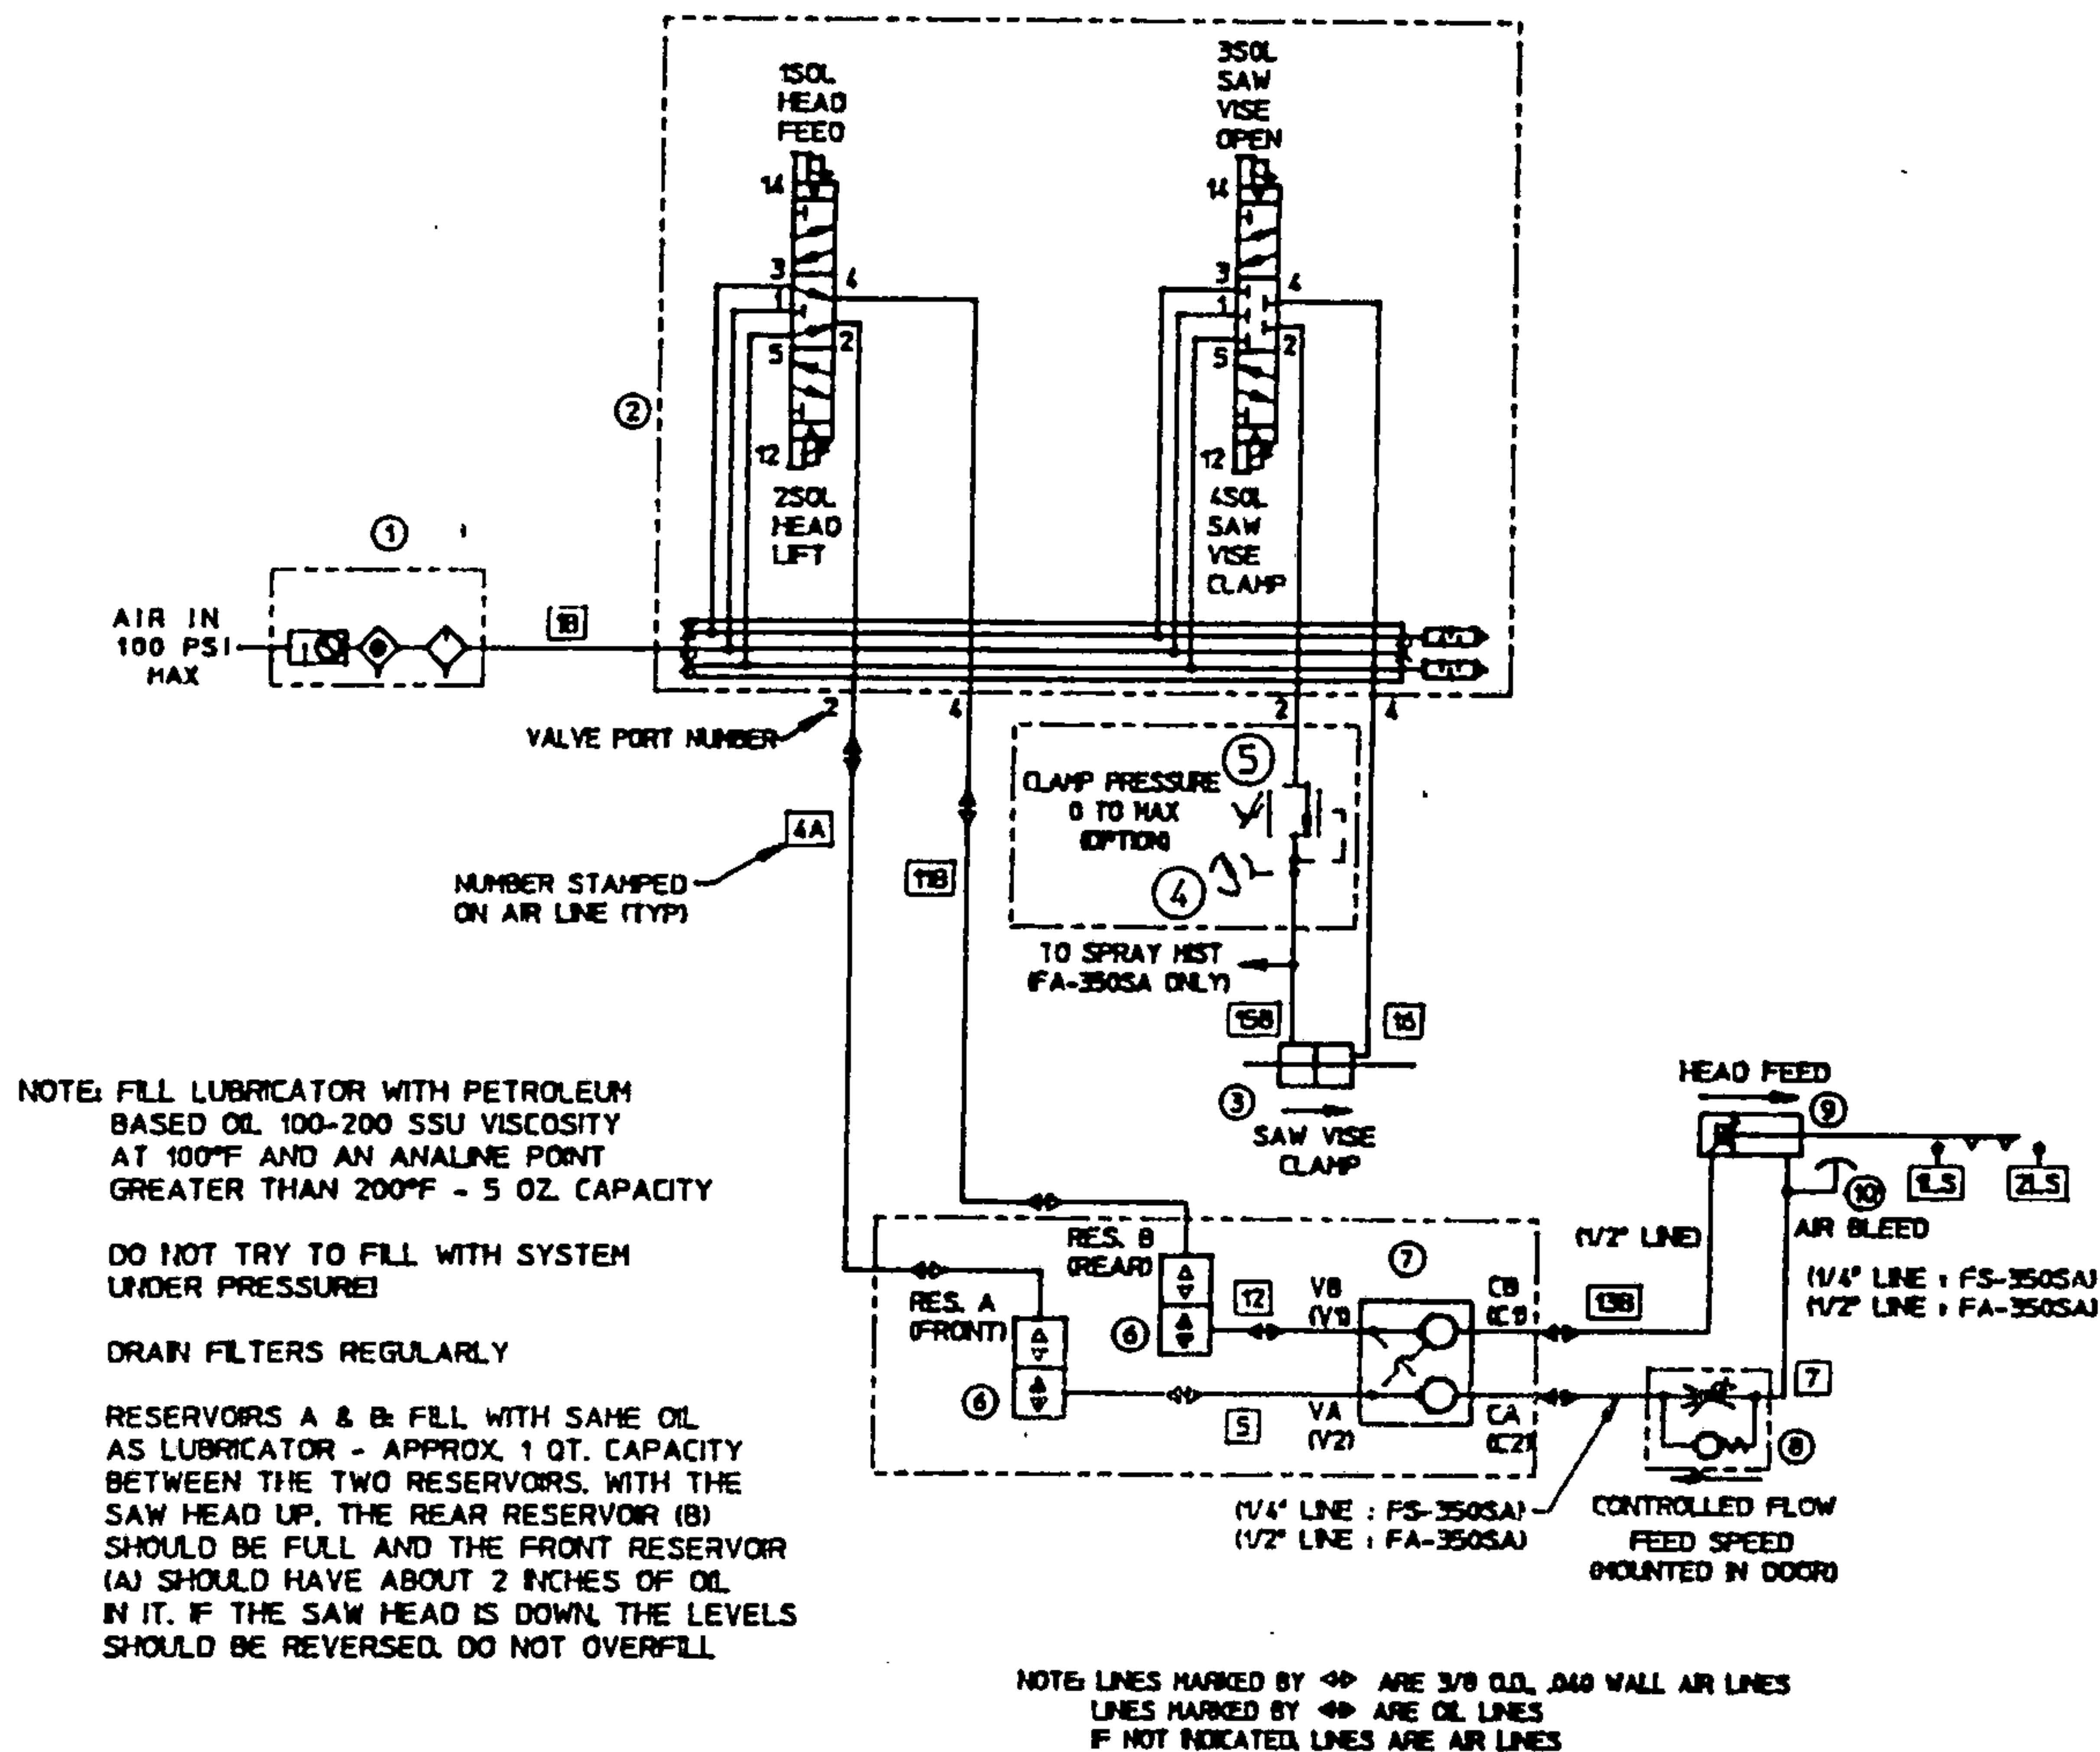 1SOL
HEAD
FEED
14
3
4
1
5
2
12
2SOL
HEAD
LIFT
3SOL
SAW
VISE
OPEN
14
3
4
1
5
2
12
4SOL
SAW
VISE
CLAMP
2
1
AIR IN
100 PSI
MAX
1B
2
4
2
4
VALVE PORT NUMBER
4A
NUMBER STAMPED
ON AIR LINE (TYP)
11B
5
CLAMP PRESSURE
0 TO MAX
(OPTION)
4
TO SPRAY MIST
(FA-350SA ONLY)
15B
16
3
SAW VISE
CLAMP
HEAD FEED
9
10
1LS
2LS
AIR BLEED
(1/2" LINE)
(1/4" LINE : FS-350SA)
(1/2" LINE : FA-350SA)
RES. B
(REAR)
RES. A
(FRONT)
6
6
12
5
7
VB
(V1)
CB
(C1)
VA
(V2)
CA
(C2)
13B
7
8
(1/4" LINE : FS-350SA)
(1/2" LINE : FA-350SA)
CONTROLLED FLOW
FEED SPEED
(MOUNTED IN DOOR)
NOTE: FILL LUBRICATOR WITH PETROLEUM
BASED OIL 100-200 SSU VISCOSITY
AT 100°F AND AN ANALINE POINT
GREATER THAN 200°F - 5 OZ. CAPACITY
DO NOT TRY TO FILL WITH SYSTEM
UNDER PRESSURE!
DRAIN FILTERS REGULARLY
RESERVOIRS A & B: FILL WITH SAME OIL
AS LUBRICATOR - APPROX. 1 QT. CAPACITY
BETWEEN THE TWO RESERVOIRS. WITH THE
SAW HEAD UP, THE REAR RESERVOIR (B)
SHOULD BE FULL AND THE FRONT RESERVOIR
(A) SHOULD HAVE ABOUT 2 INCHES OF OIL
IN IT. IF THE SAW HEAD IS DOWN, THE LEVELS
SHOULD BE REVERSED. DO NOT OVERFILL
NOTE: LINES MARKED BY ARE 3/8 O.D. .040 WALL AIR LINES
LINES MARKED BY ARE OIL LINES
IF NOT INDICATED, LINES ARE AIR LINES